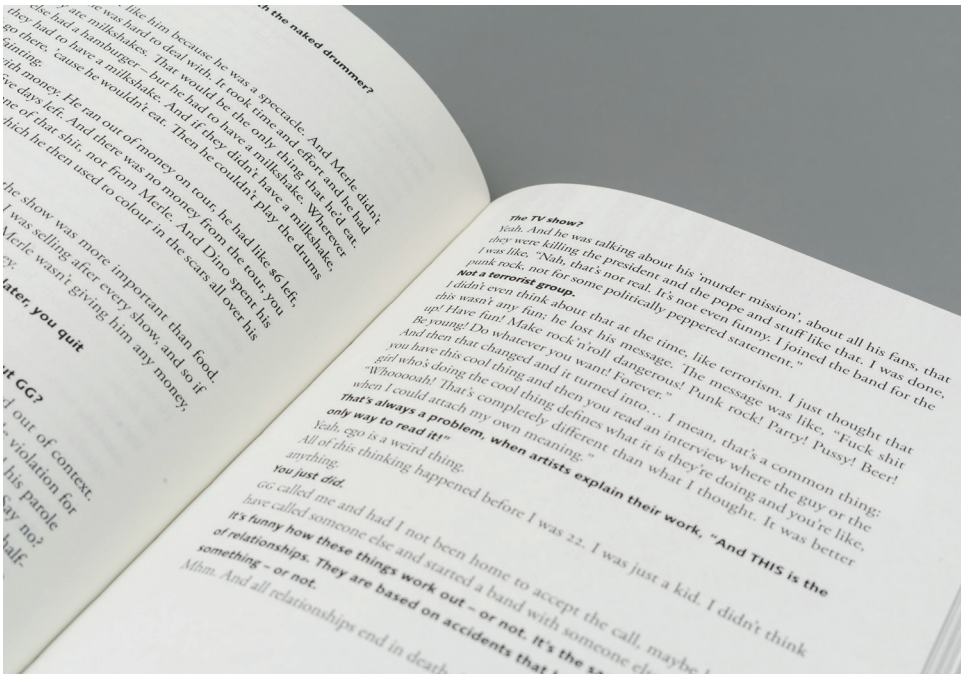 th the naked drummer?
like him because he was a spectacle. And Merle didn't
was hard to deal with. It took time and effort and he had
ate milkshakes. That would be the only thing that he'd eat.
else had a hamburger – but he had to have a milkshake. Wherever
they had to have a milkshake. And if they didn't have a milkshake,
go there, 'cause he wouldn't eat. Then he couldn't play the drums
fainting.
with money. He ran out of money on tour, he had like $6 left,
five days left. And there was no money from the tour, you
one of that shit, not from Merle. And Dino spent his
which he then used to colour in the scars all over his
the show was more important than food.
I was selling after every show, and so if
Merle wasn't giving him any money,
later, you quit
GG?
out of context.
violation for
his parole
say no?
half-
The TV show?
Yeah. And he was talking about his 'murder mission', about all his fans, that
they were killing the president and the pope and stuff like that. I was done,
I was like, "Nah, that's not real. It's not even funny. I joined the band for the
punk rock, not for some politically peppered statement."
Not a terrorist group.
I didn't even think about that at the time, like terrorism. I just thought that
this wasn't any fun; he lost his message. The message was like, "Fuck shit
up! Have fun! Make rock'n'roll dangerous! Punk rock! Party! Pussy! Beer!
Be young! Do whatever you want! Forever."
And then that changed and it turned into… I mean, that's a common thing:
you have this cool thing and then you read an interview where the guy or the
girl who's doing the cool thing defines what it is they're doing and you're like,
"Whooooah! That's completely different than what I thought. It was better
when I could attach my own meaning."
That's always a problem, when artists explain their work, "And THIS is the
only way to read it!"
Yeah, ego is a weird thing.
All of this thinking happened before I was 22. I was just a kid. I didn't think
anything.
You just did.
GG called me and had I not been home to accept the call, maybe
have called someone else and started a band with someone
It's funny how these things work out – or not. It's the
of relationships. They are based on accidents that
something – or not.
Mhm. And all relationships end in death